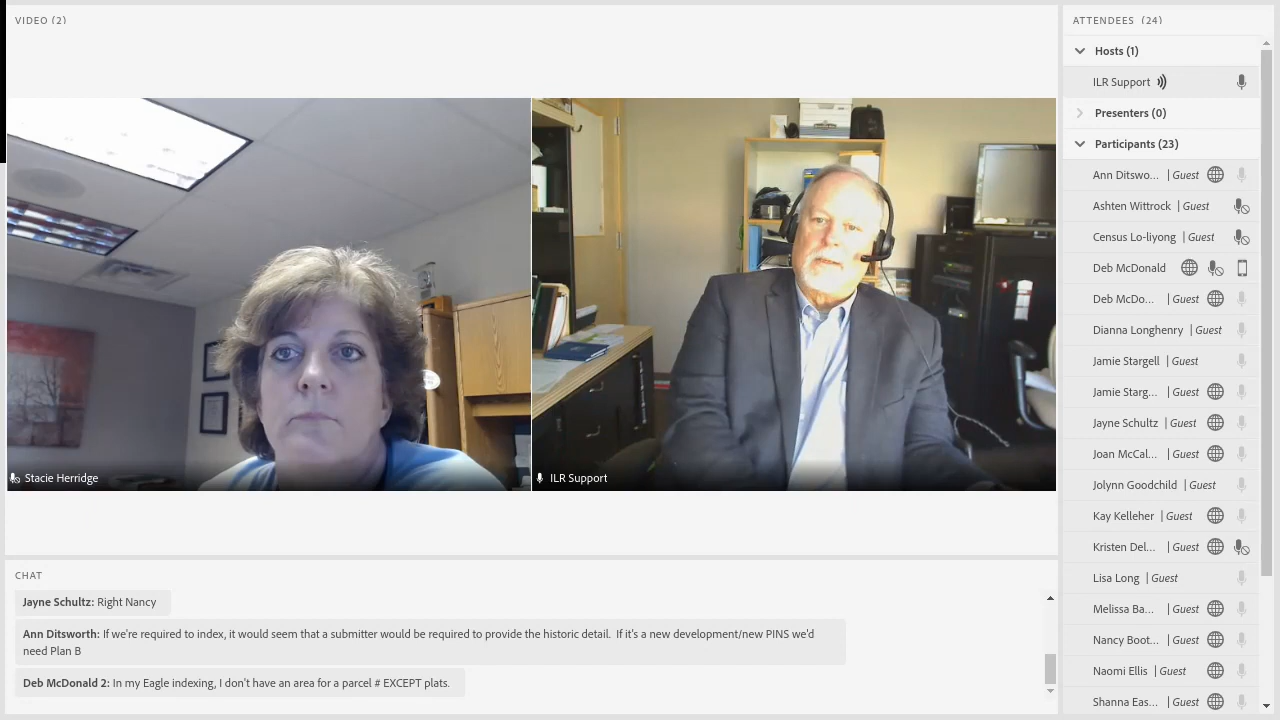 VIDEO (2)
Stacie Herridge
ILR Support
CHAT
Jayne Schultz: Right Nancy
Ann Ditsworth: If we're required to index, it would seem that a submitter would be required to provide the historic detail.  If it's a new development/new PINS we'd
need Plan B
Deb McDonald 2: In my Eagle indexing, I don't have an area for a parcel # EXCEPT plats.
ATTENDEES (24)
Hosts (1)
ILR Support
Presenters (0)
Participants (23)
Ann Ditswo... | Guest
Ashten Wittrock | Guest
Census Lo-liyong | Guest
Deb McDonald
Deb McDo... | Guest
Dianna Longhenry | Guest
Jamie Stargell | Guest
Jamie Starg... | Guest
Jayne Schultz | Guest
Joan McCal... | Guest
Jolynn Goodchild | Guest
Kay Kelleher | Guest
Kristen Del... | Guest
Lisa Long | Guest
Melissa Ba... | Guest
Nancy Boot... | Guest
Naomi Ellis | Guest
Shanna Eas... | Guest